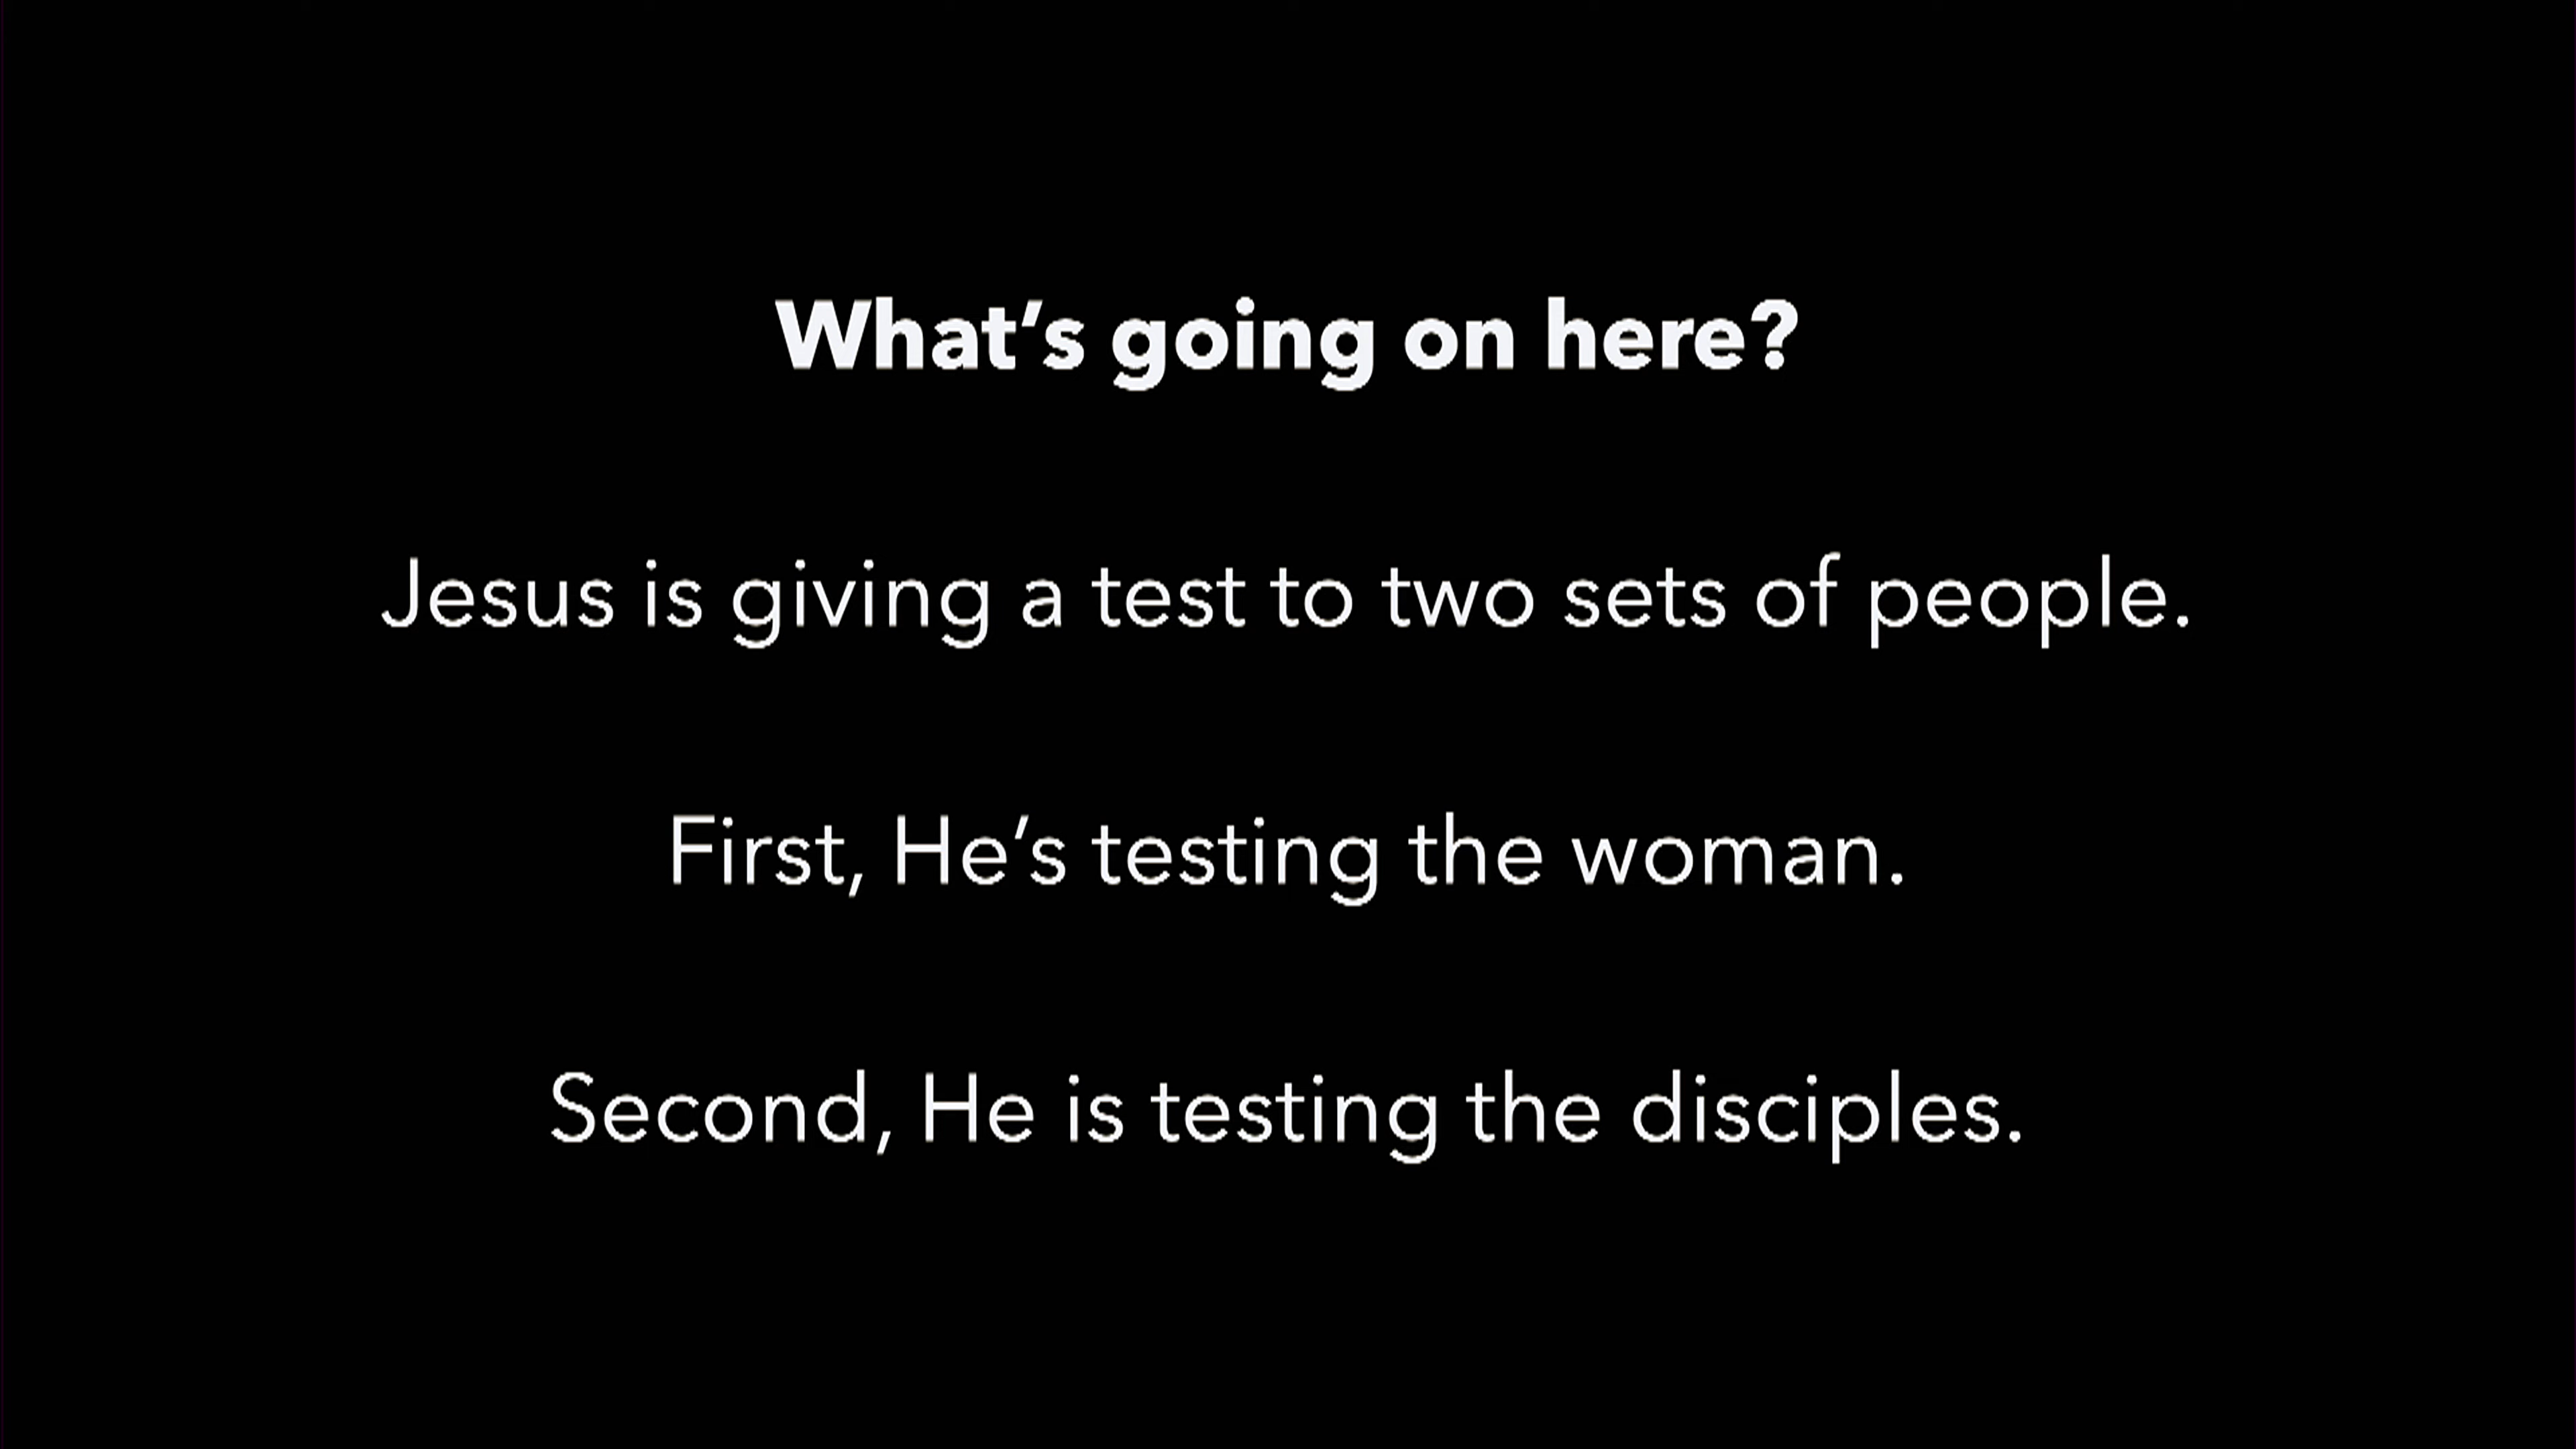 What’s going on here?
Jesus is giving a test to two sets of people.
First, He’s testing the woman.
Second, He is testing the disciples.